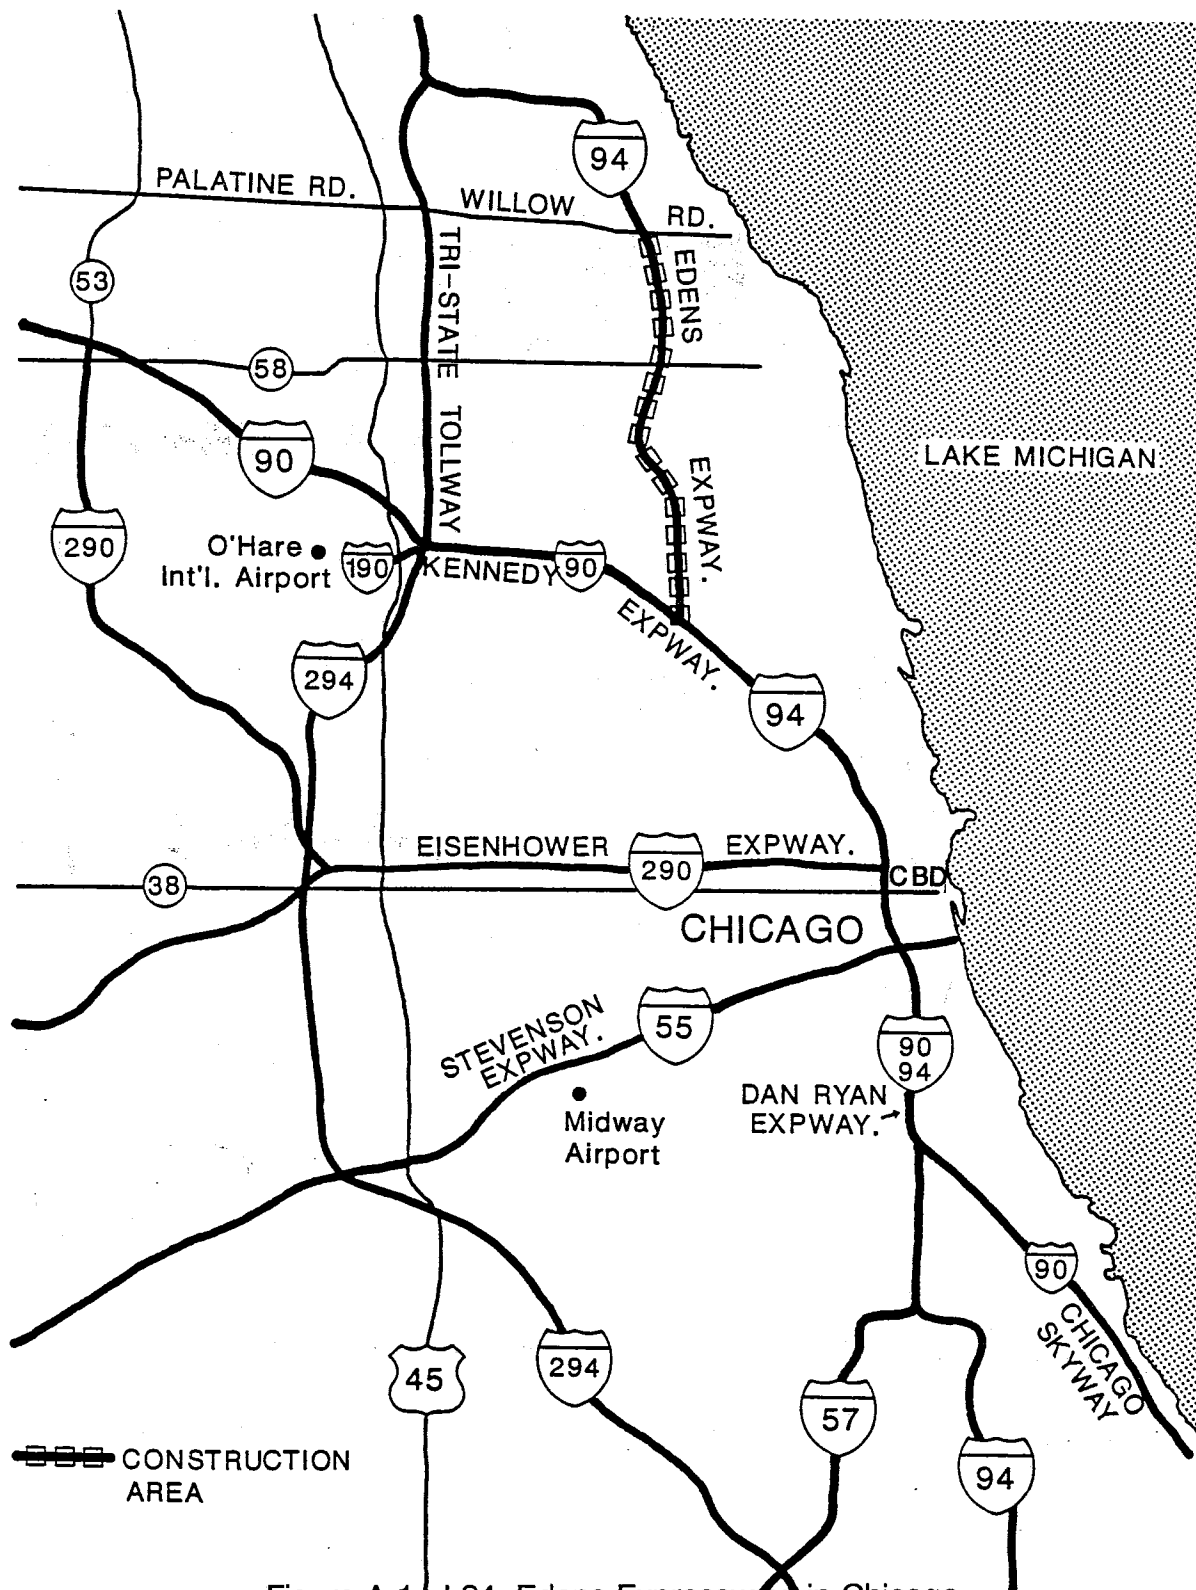 94
PALATINE RD.
WILLOW
RD.
TRI-STATE TOLLWAY
EDENS
EXPWAY.
53
58
90
LAKE MICHIGAN
290
O'Hare
Int'l. Airport
190
KENNEDY
90
EXPWAY.
294
94
EISENHOWER
290
EXPWAY.
CBD
38
CHICAGO
STEVENSON
EXPWAY.
55
90
94
DAN RYAN
EXPWAY.
Midway
Airport
90
CHICAGO
SKYWAY
45
294
57
94
CONSTRUCTION
AREA